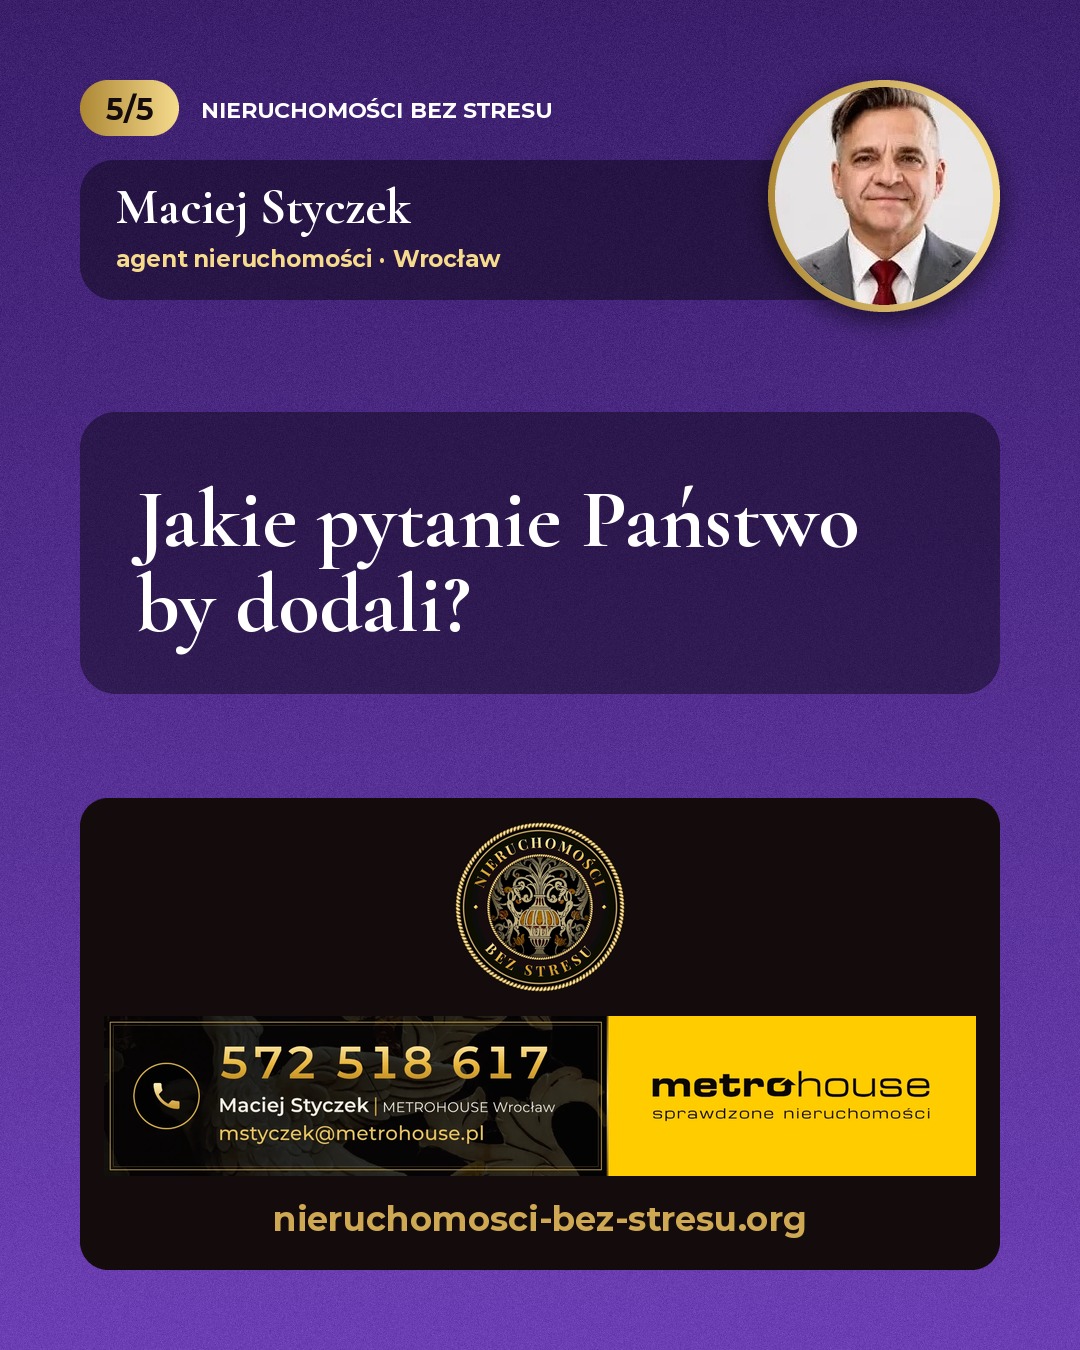 5/5
NIERUCHOMOŚCI BEZ STRESU
Maciej Styczek
agent nieruchomości · Wrocław
Jakie pytanie Państwo
by dodali?
NIERUCHOMOŚCI
BEZ STRESU
572 518 617
Maciej Styczek | METROHOUSE Wrocław
mstyczek@metrohouse.pl
metrohouse
sprawdzone nieruchomości
nieruchomosci-bez-stresu.org